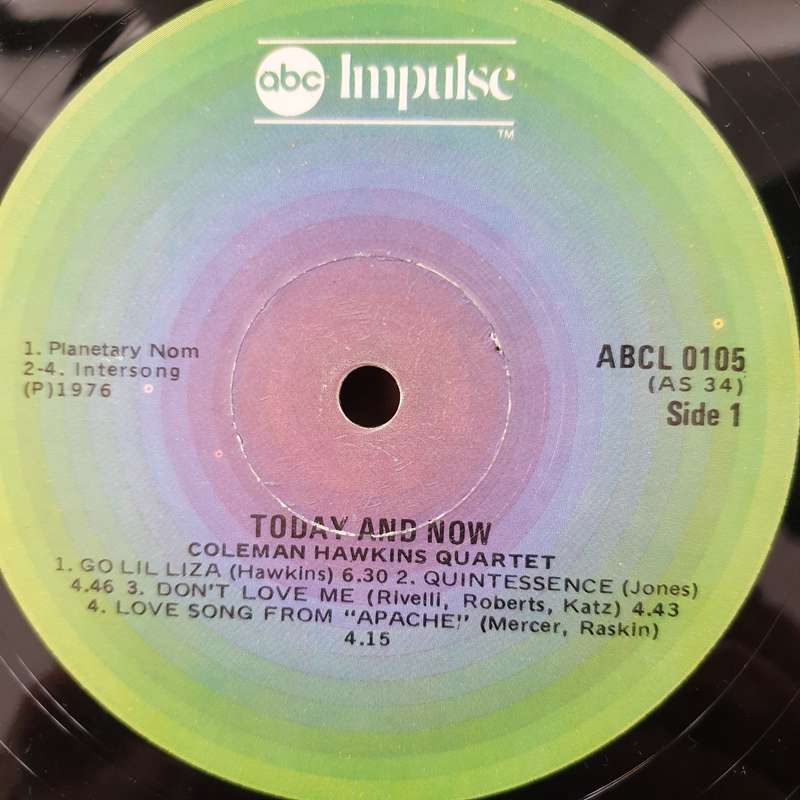 abc Impulse
TM
1. Planetary Nom
2-4. Intersong
(P)1976
ABCL 0105
(AS 34)
Side 1
TODAY AND NOW
COLEMAN HAWKINS QUARTET
1. GO LIL LIZA (Hawkins) 6.30 2. QUINTESSENCE (Jones)
4.46 3. DON'T LOVE ME (Rivelli, Roberts, Katz) 4.43
4. LOVE SONG FROM "APACHE" (Mercer, Raskin)
4.15